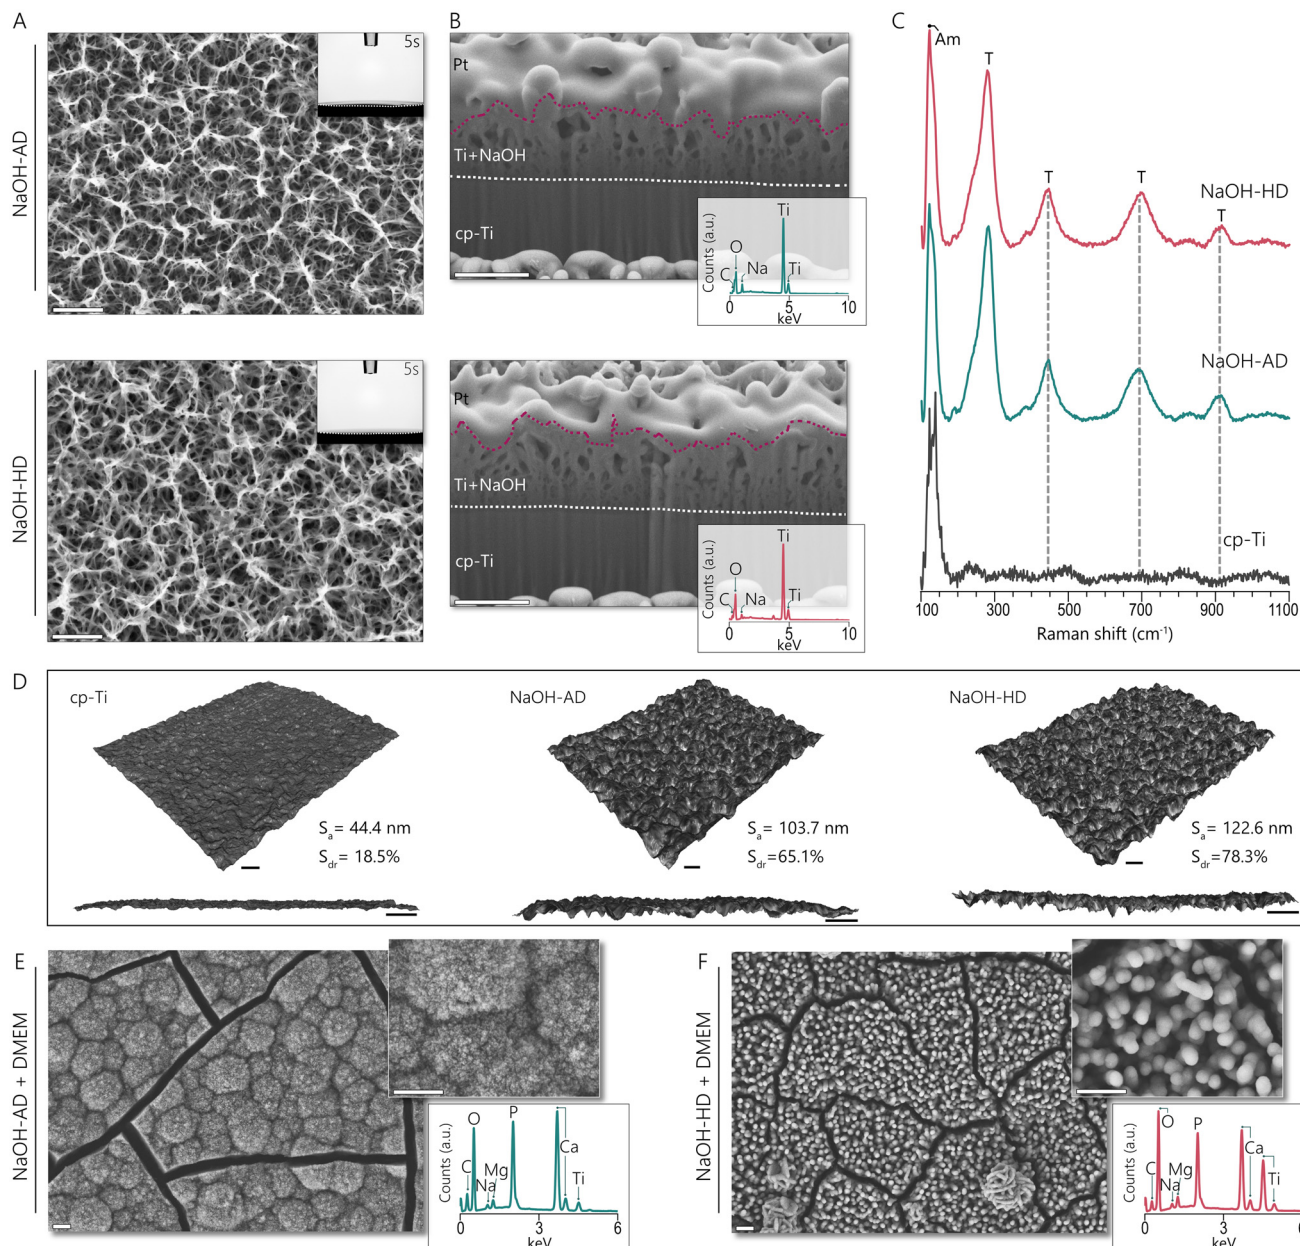 A
NaOH-AD
5s
NaOH-HD
5s
B
Pt
Ti+NaOH
cp-Ti
Counts (a.u.)
C
O
Na
Ti
Ti
0
5
10
keV
Pt
Ti+NaOH
cp-Ti
Counts (a.u.)
C
O
Na
Ti
Ti
0
5
10
keV
C
Am
T
T
T
T
NaOH-HD
NaOH-AD
cp-Ti
100 300 500 700 900 1100
Raman shift (cm⁻¹)
D
cp-Ti
Sₐ= 44.4 nm
S_dr= 18.5%
NaOH-AD
Sₐ= 103.7 nm
S_dr=65.1%
NaOH-HD
Sₐ= 122.6 nm
S_dr=78.3%
E
NaOH-AD + DMEM
Counts (a.u.)
C
O
Na
Mg
P
Ca
Ti
0
3
6
keV
F
NaOH-HD + DMEM
Counts (a.u.)
C
O
Na
Mg
P
Ca
Ti
0
3
6
keV